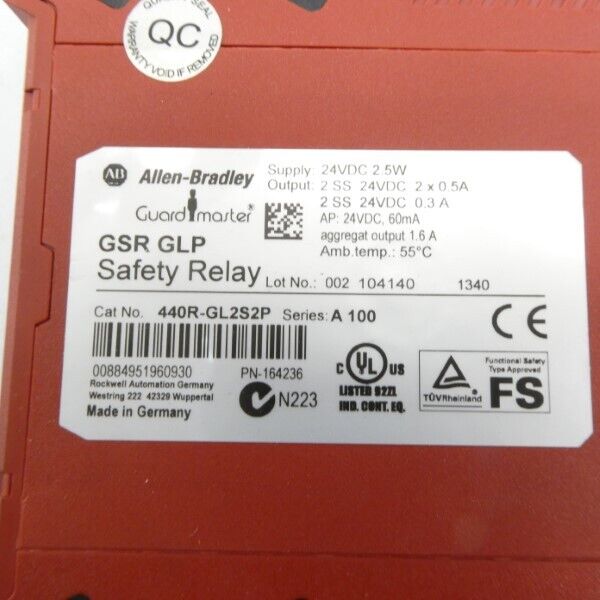 QUALITY SEAL
QC
WARRANTY VOID IF REMOVED
AB Allen-Bradley
Guardmaster®
GSR GLP
Safety Relay
Supply: 24VDC 2.5W
Output: 2 SS 24VDC 2 x 0.5A
2 SS 24VDC 0.3 A
AP: 24VDC, 60mA
aggregat output 1.6 A
Amb.temp.: 55°C
Lot No.: 002 104140 1340
Cat No. 440R-GL2S2P Series: A 100
00884951960930 PN-164236
Rockwell Automation Germany
Westring 222 42329 Wuppertal
Made in Germany
N223
C UL US
LISTED 92ZL
IND. CONT. EQ.
CE
TÜVRheinland
Functional Safety
Type Approved
FS